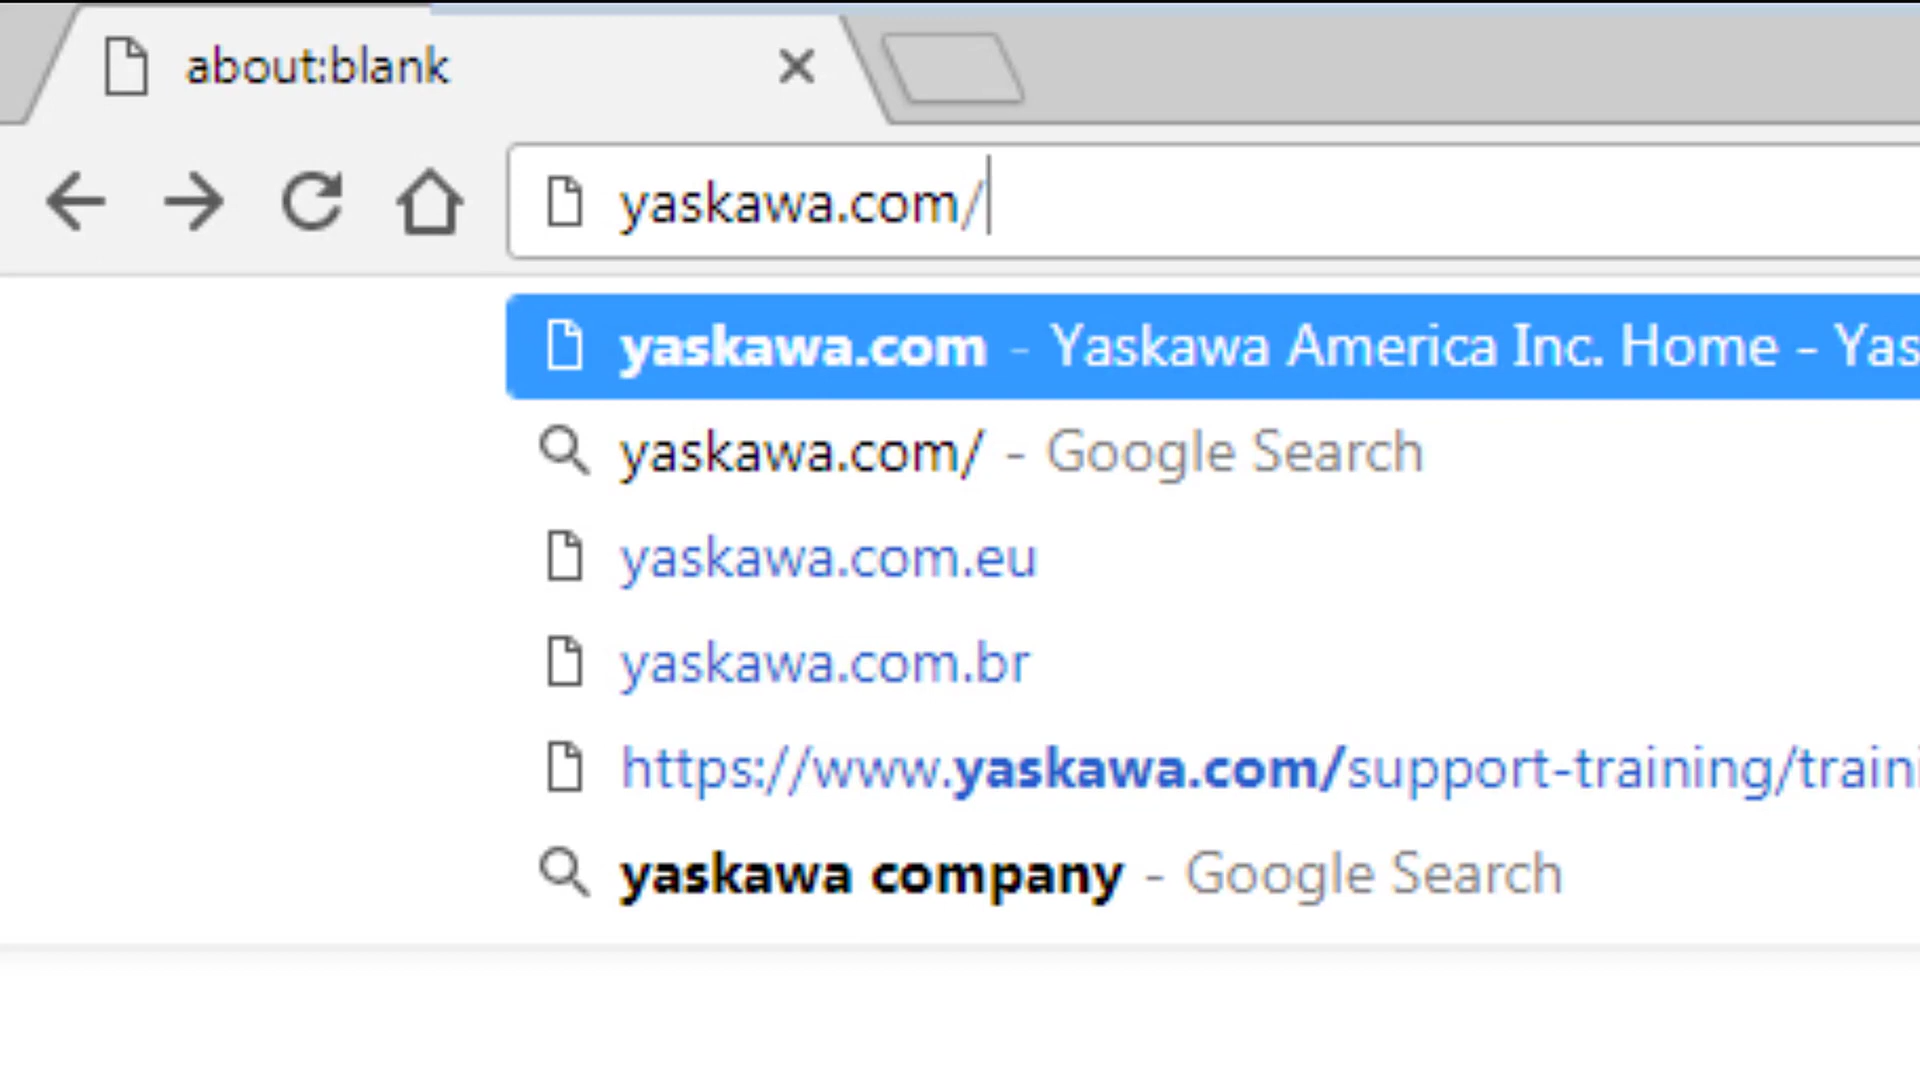 about:blank
yaskawa.com/
yaskawa.com - Yaskawa America Inc. Home - Yas
yaskawa.com/ - Google Search
yaskawa.com.eu
yaskawa.com.br
https://www.yaskawa.com/support-training/traini
yaskawa company - Google Search